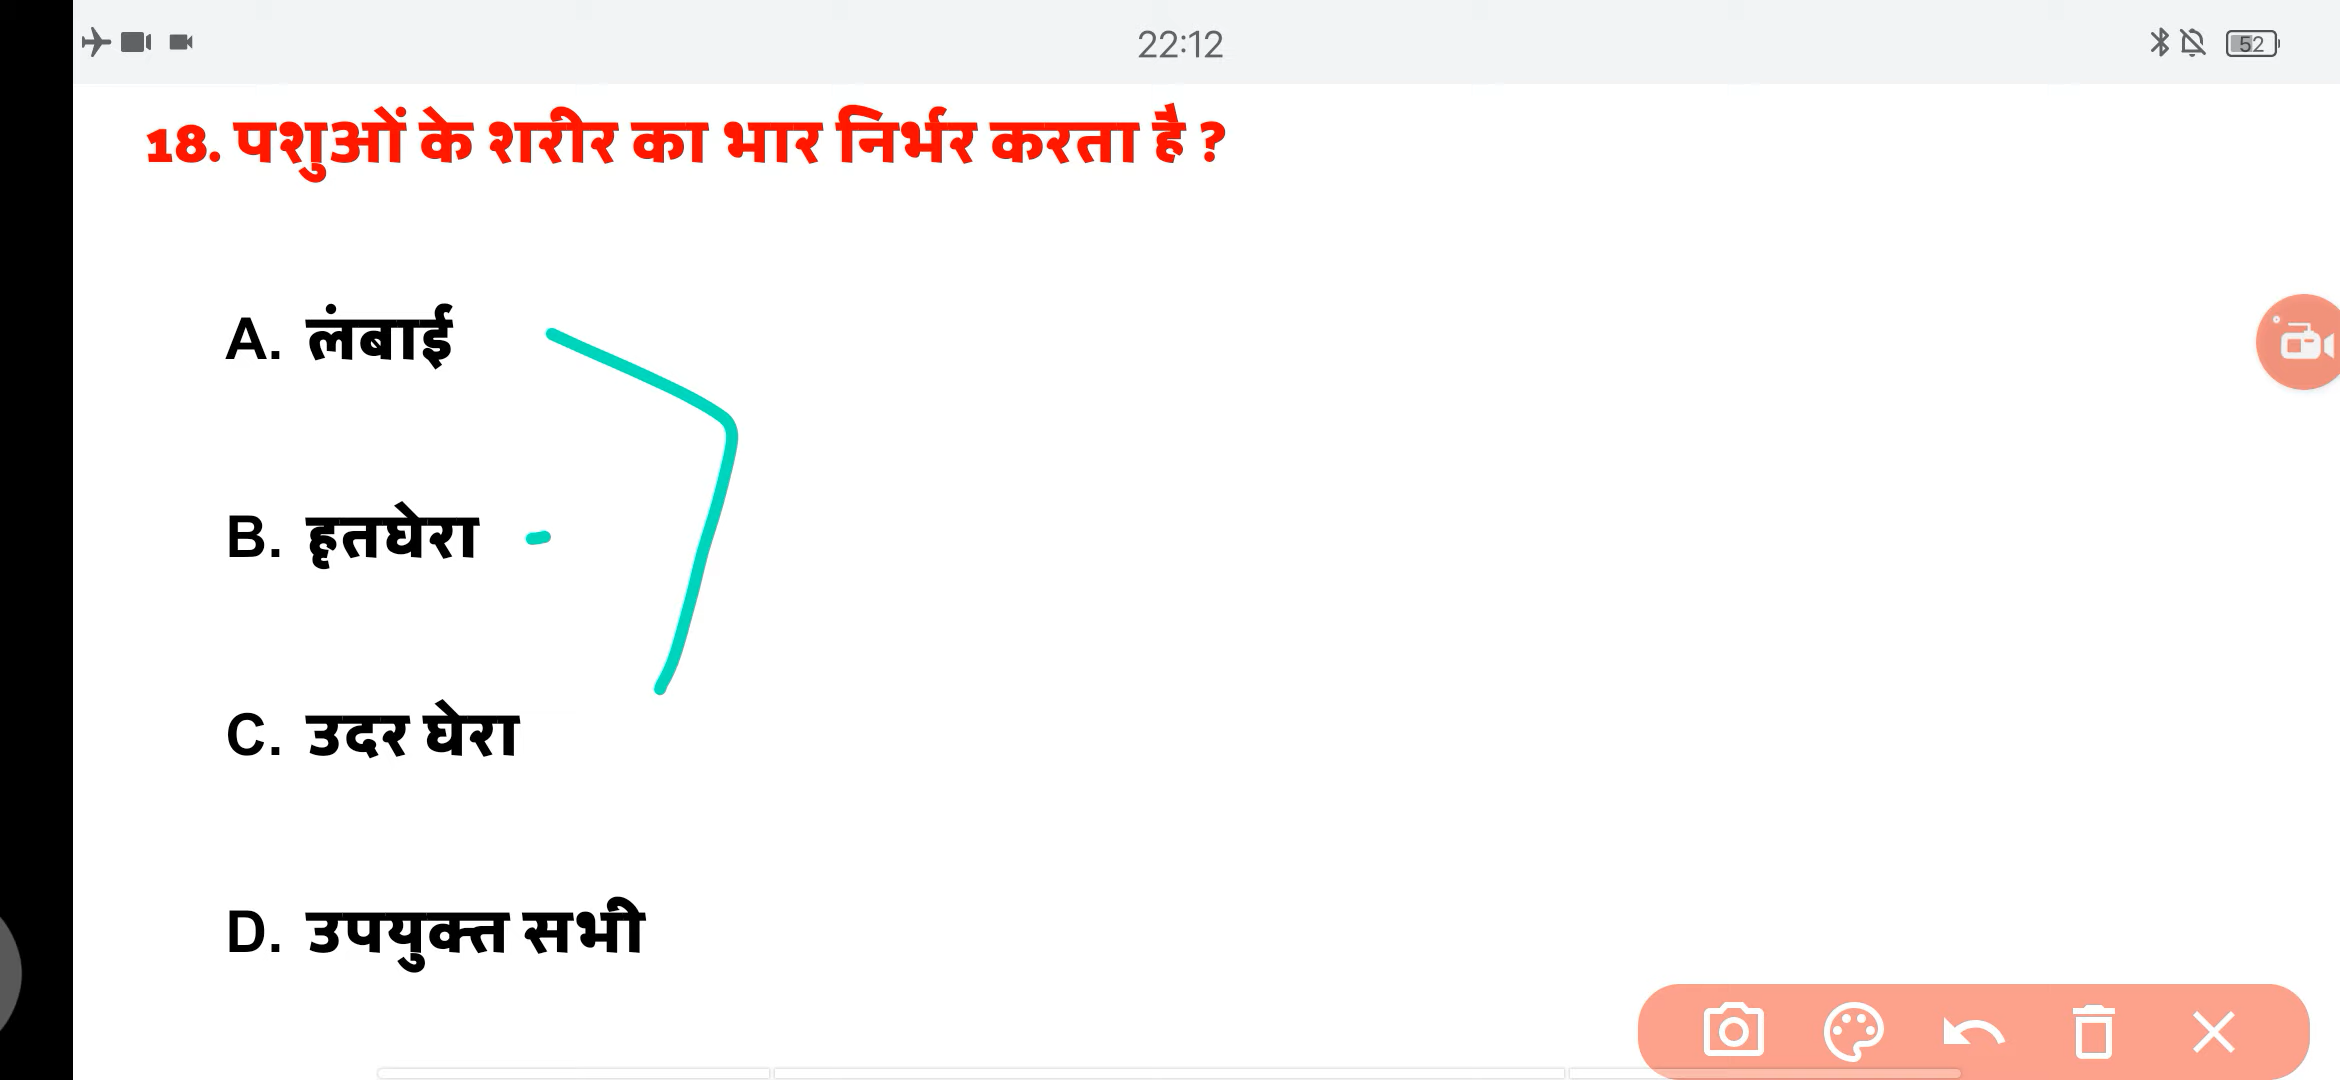 22:12
52
18. पशुओं के शरीर का भार निर्भर करता है ?
A. लंबाई
B. हृतघेरा
C. उदर घेरा
D. उपयुक्त सभी